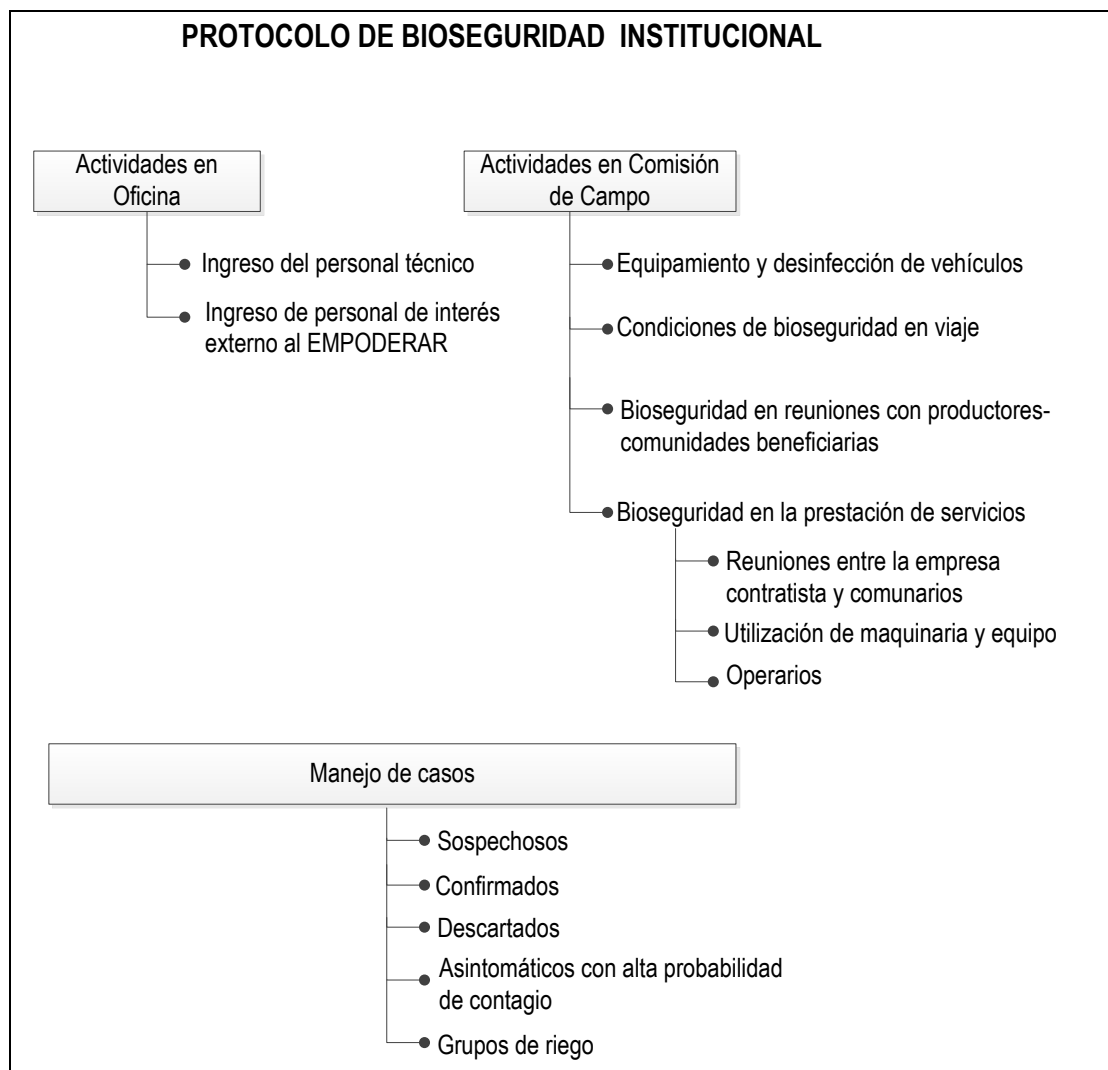 PROTOCOLO DE BIOSEGURIDAD INSTITUCIONAL
Actividades en
Oficina
Ingreso del personal técnico
Ingreso de personal de interés
externo al EMPODERAR
Actividades en Comisión
de Campo
Equipamiento y desinfección de vehículos
Condiciones de bioseguridad en viaje
Bioseguridad en reuniones con productores-
comunidades beneficiarias
Bioseguridad en la prestación de servicios
Reuniones entre la empresa
contratista y comunarios
Utilización de maquinaria y equipo
Operarios
Manejo de casos
Sospechosos
Confirmados
Descartados
Asintomáticos con alta probabilidad
de contagio
Grupos de riego